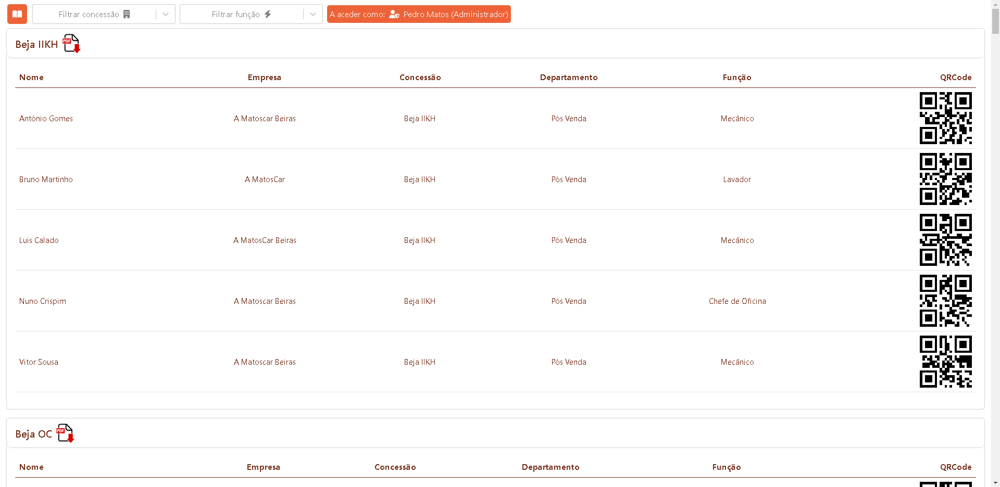 Filtrar concessão
Filtrar função
A aceder como: Pedro Matos (Administrador)
Beja IIKH PDF
Nome Empresa Concessão Departamento Função QRCode
António Gomes A Matoscar Beiras Beja IIKH Pós Venda Mecânico
Bruno Martinho A MatosCar Beja IIKH Pós Venda Lavador
Luis Calado A MatosCar Beiras Beja IIKH Pós Venda Mecânico
Nuno Crispim A Matoscar Beiras Beja IIKH Pós Venda Chefe de Oficina
Vitor Sousa A Matoscar Beiras Beja IIKH Pós Venda Mecânico
Beja OC PDF
Nome Empresa Concessão Departamento Função QRCode